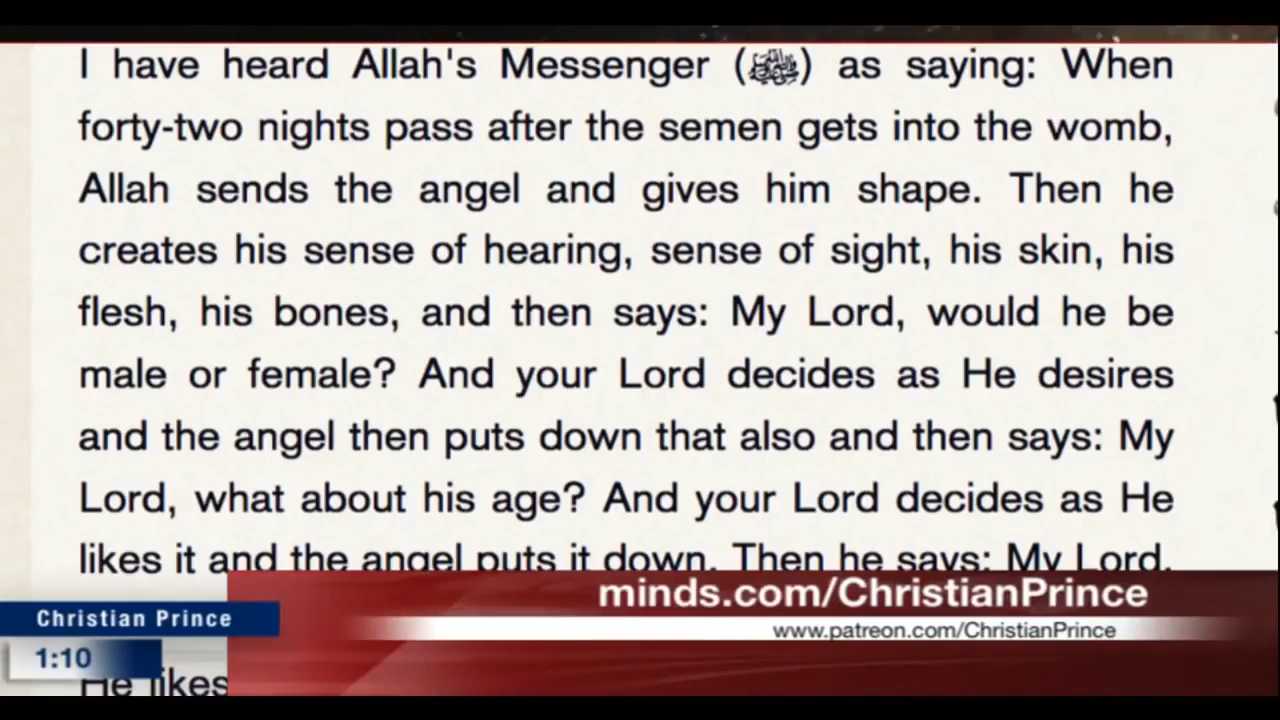 I have heard Allah's Messenger (ﷺ) as saying: When
forty-two nights pass after the semen gets into the womb,
Allah sends the angel and gives him shape. Then he
creates his sense of hearing, sense of sight, his skin, his
flesh, his bones, and then says: My Lord, would he be
male or female? And your Lord decides as He desires
and the angel then puts down that also and then says: My
Lord, what about his age? And your Lord decides as He
likes it and the angel puts it down. Then he says: My Lord,
minds.com/ChristianPrince
Christian Prince
www.patreon.com/ChristianPrince
1:10
He likes